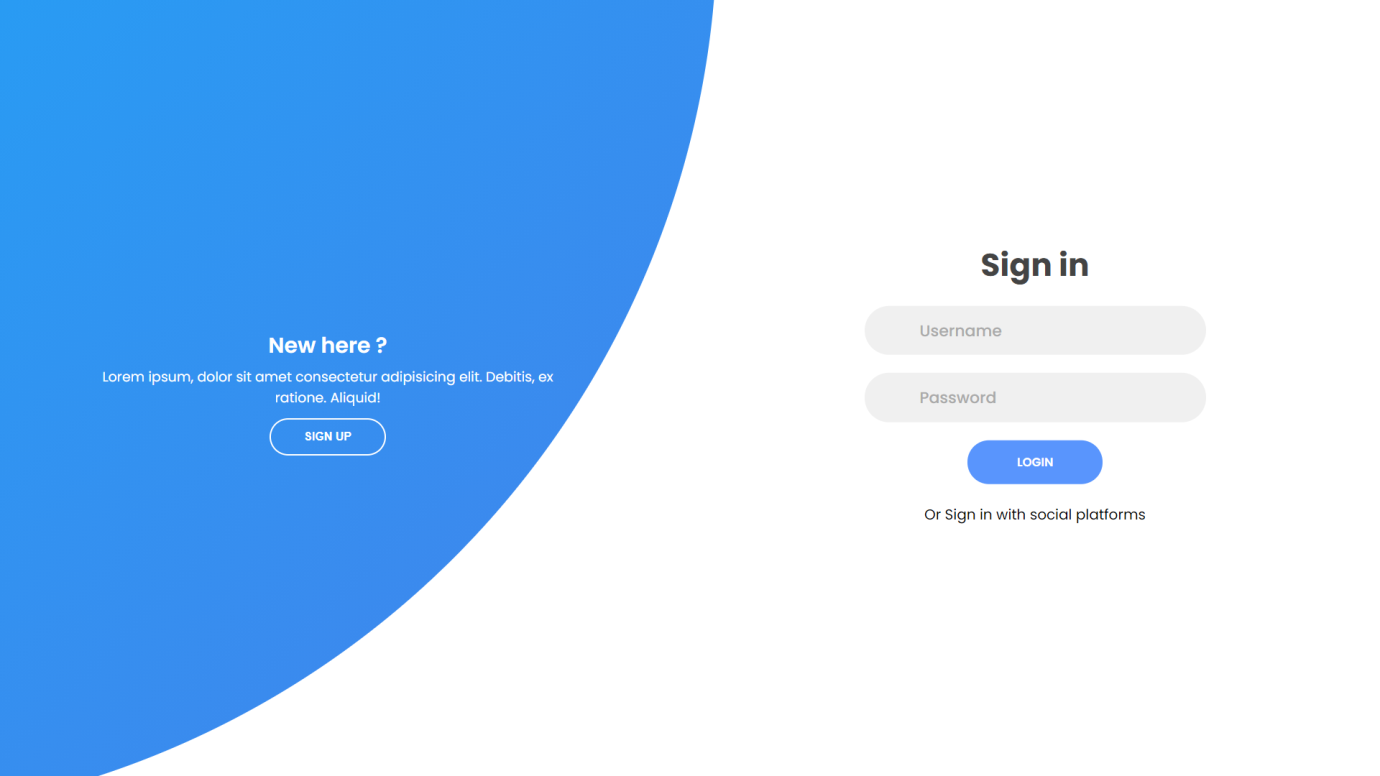 New here ?
Lorem ipsum, dolor sit amet consectetur adipisicing elit. Debitis, ex
ratione. Aliquid!
SIGN UP
Sign in
Username
Password
LOGIN
Or Sign in with social platforms